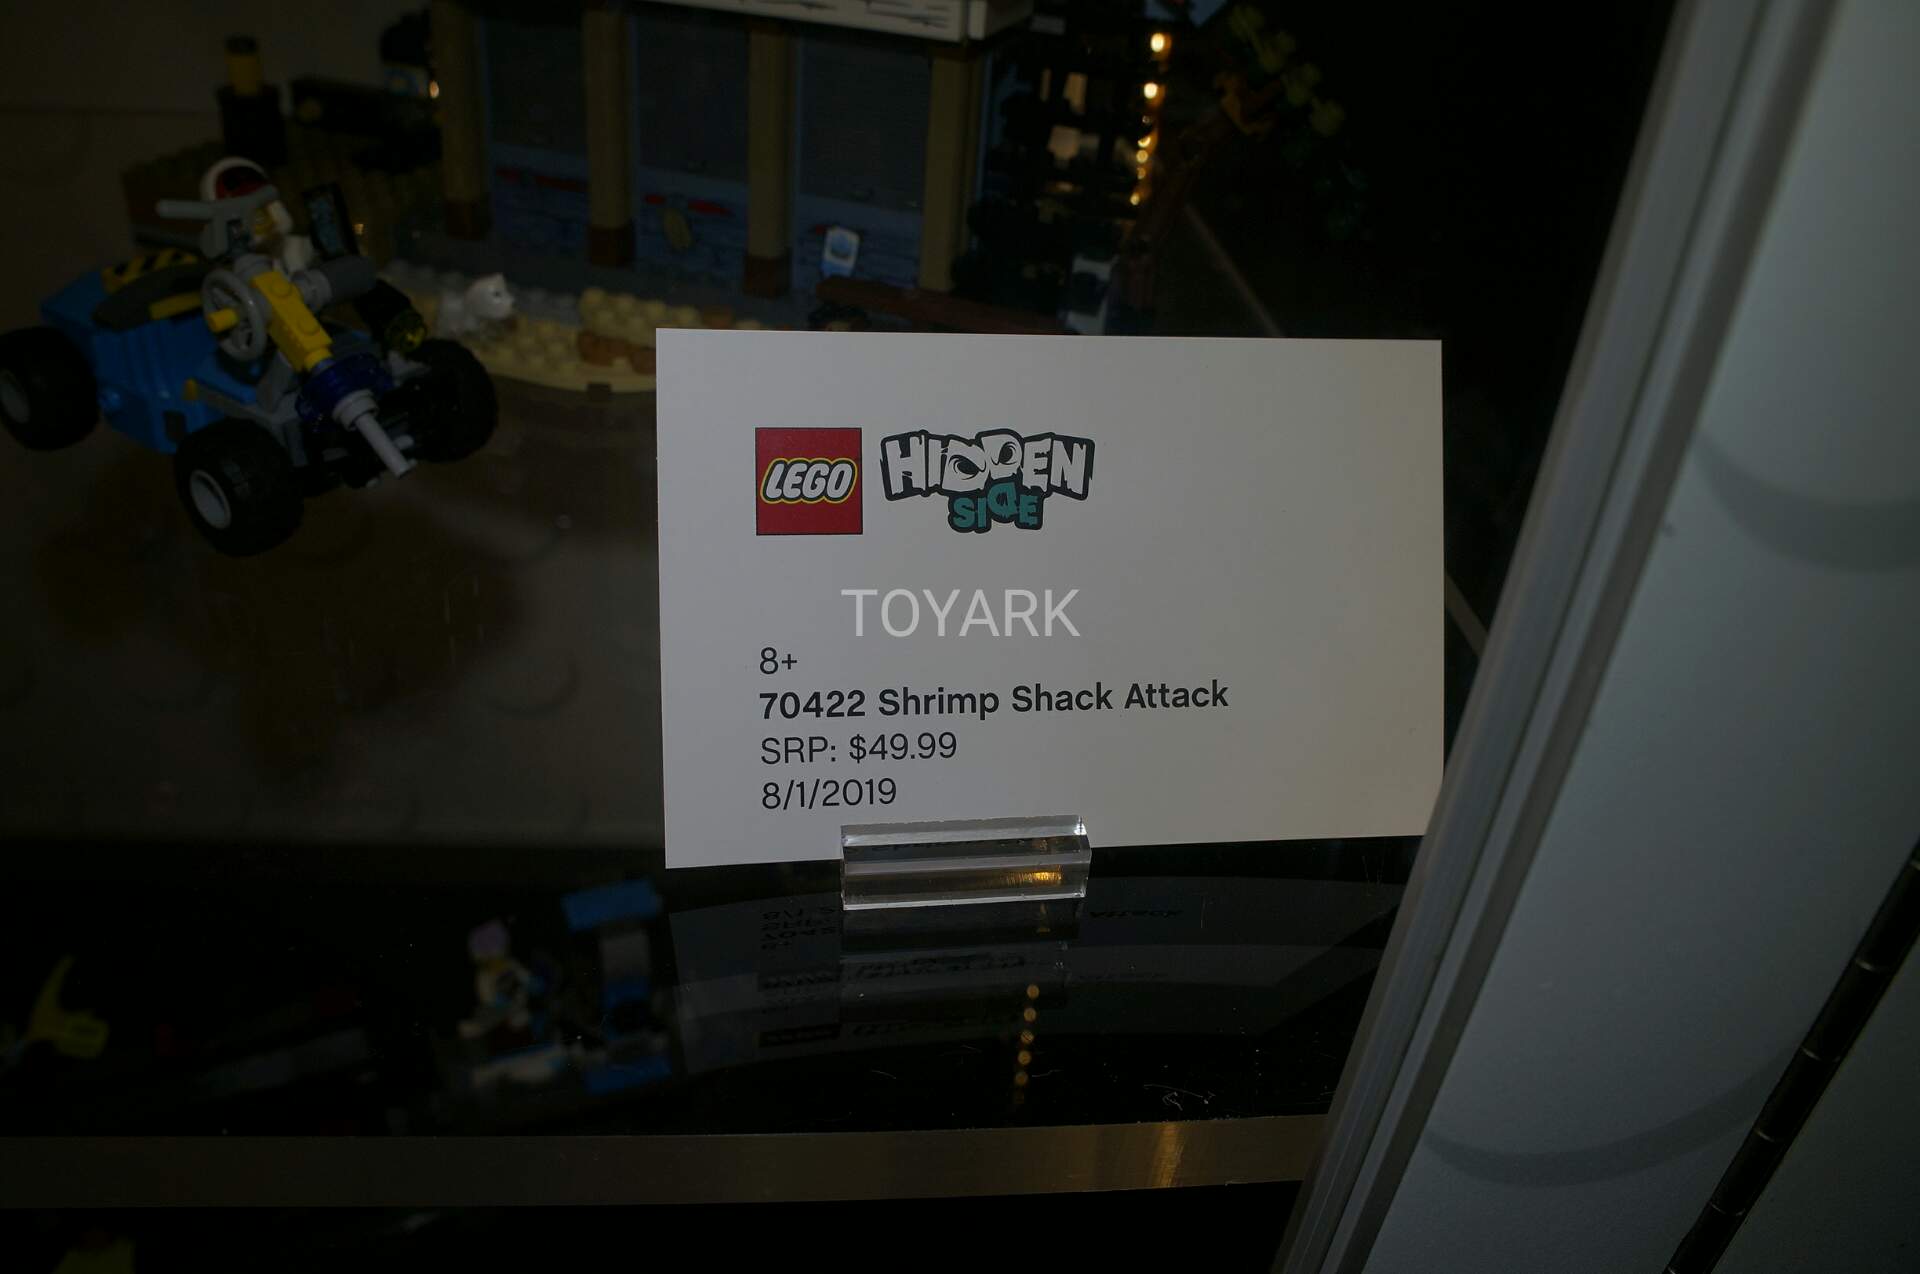 LEGO HIDDEN
SIDE
TOYARK
8+
70422 Shrimp Shack Attack
SRP: $49.99
8/1/2019